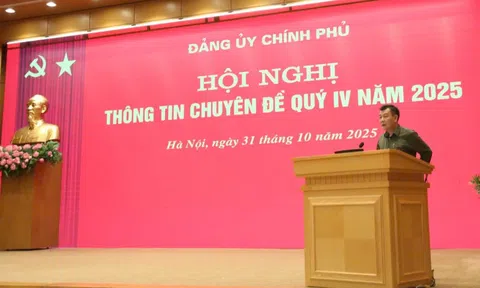 ĐẢNG ỦY CHÍNH PHỦ
HỘI NGHỊ
THÔNG TIN CHUYÊN ĐỀ QUÝ IV NĂM 2025
Hà Nội, ngày 31 tháng 10 năm 2025